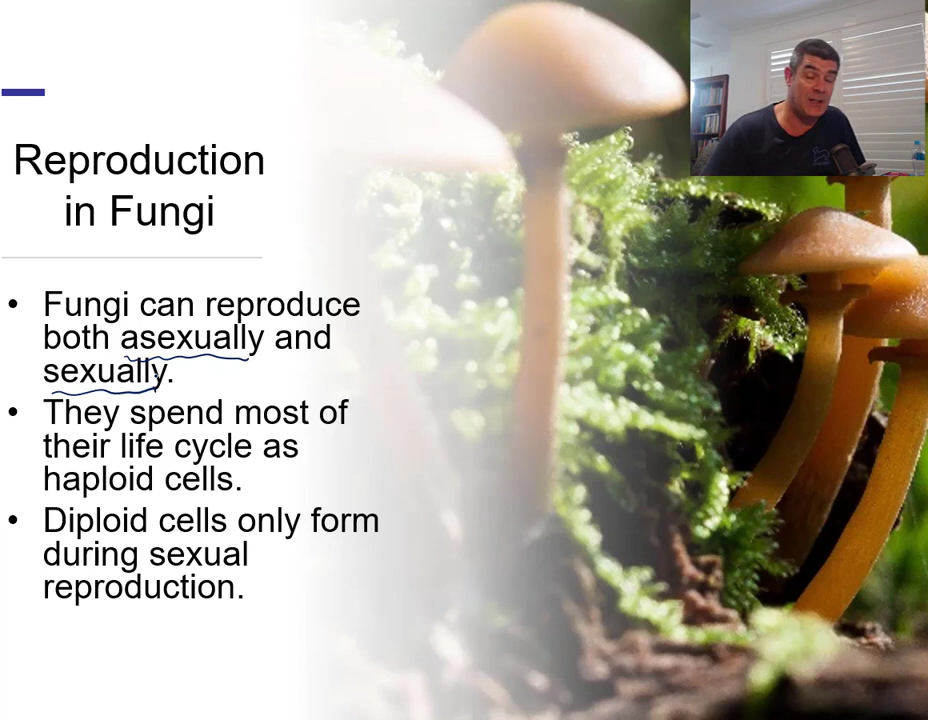 Reproduction
in Fungi
• Fungi can reproduce
both asexually and
sexually.
• They spend most of
their life cycle as
haploid cells.
• Diploid cells only form
during sexual
reproduction.